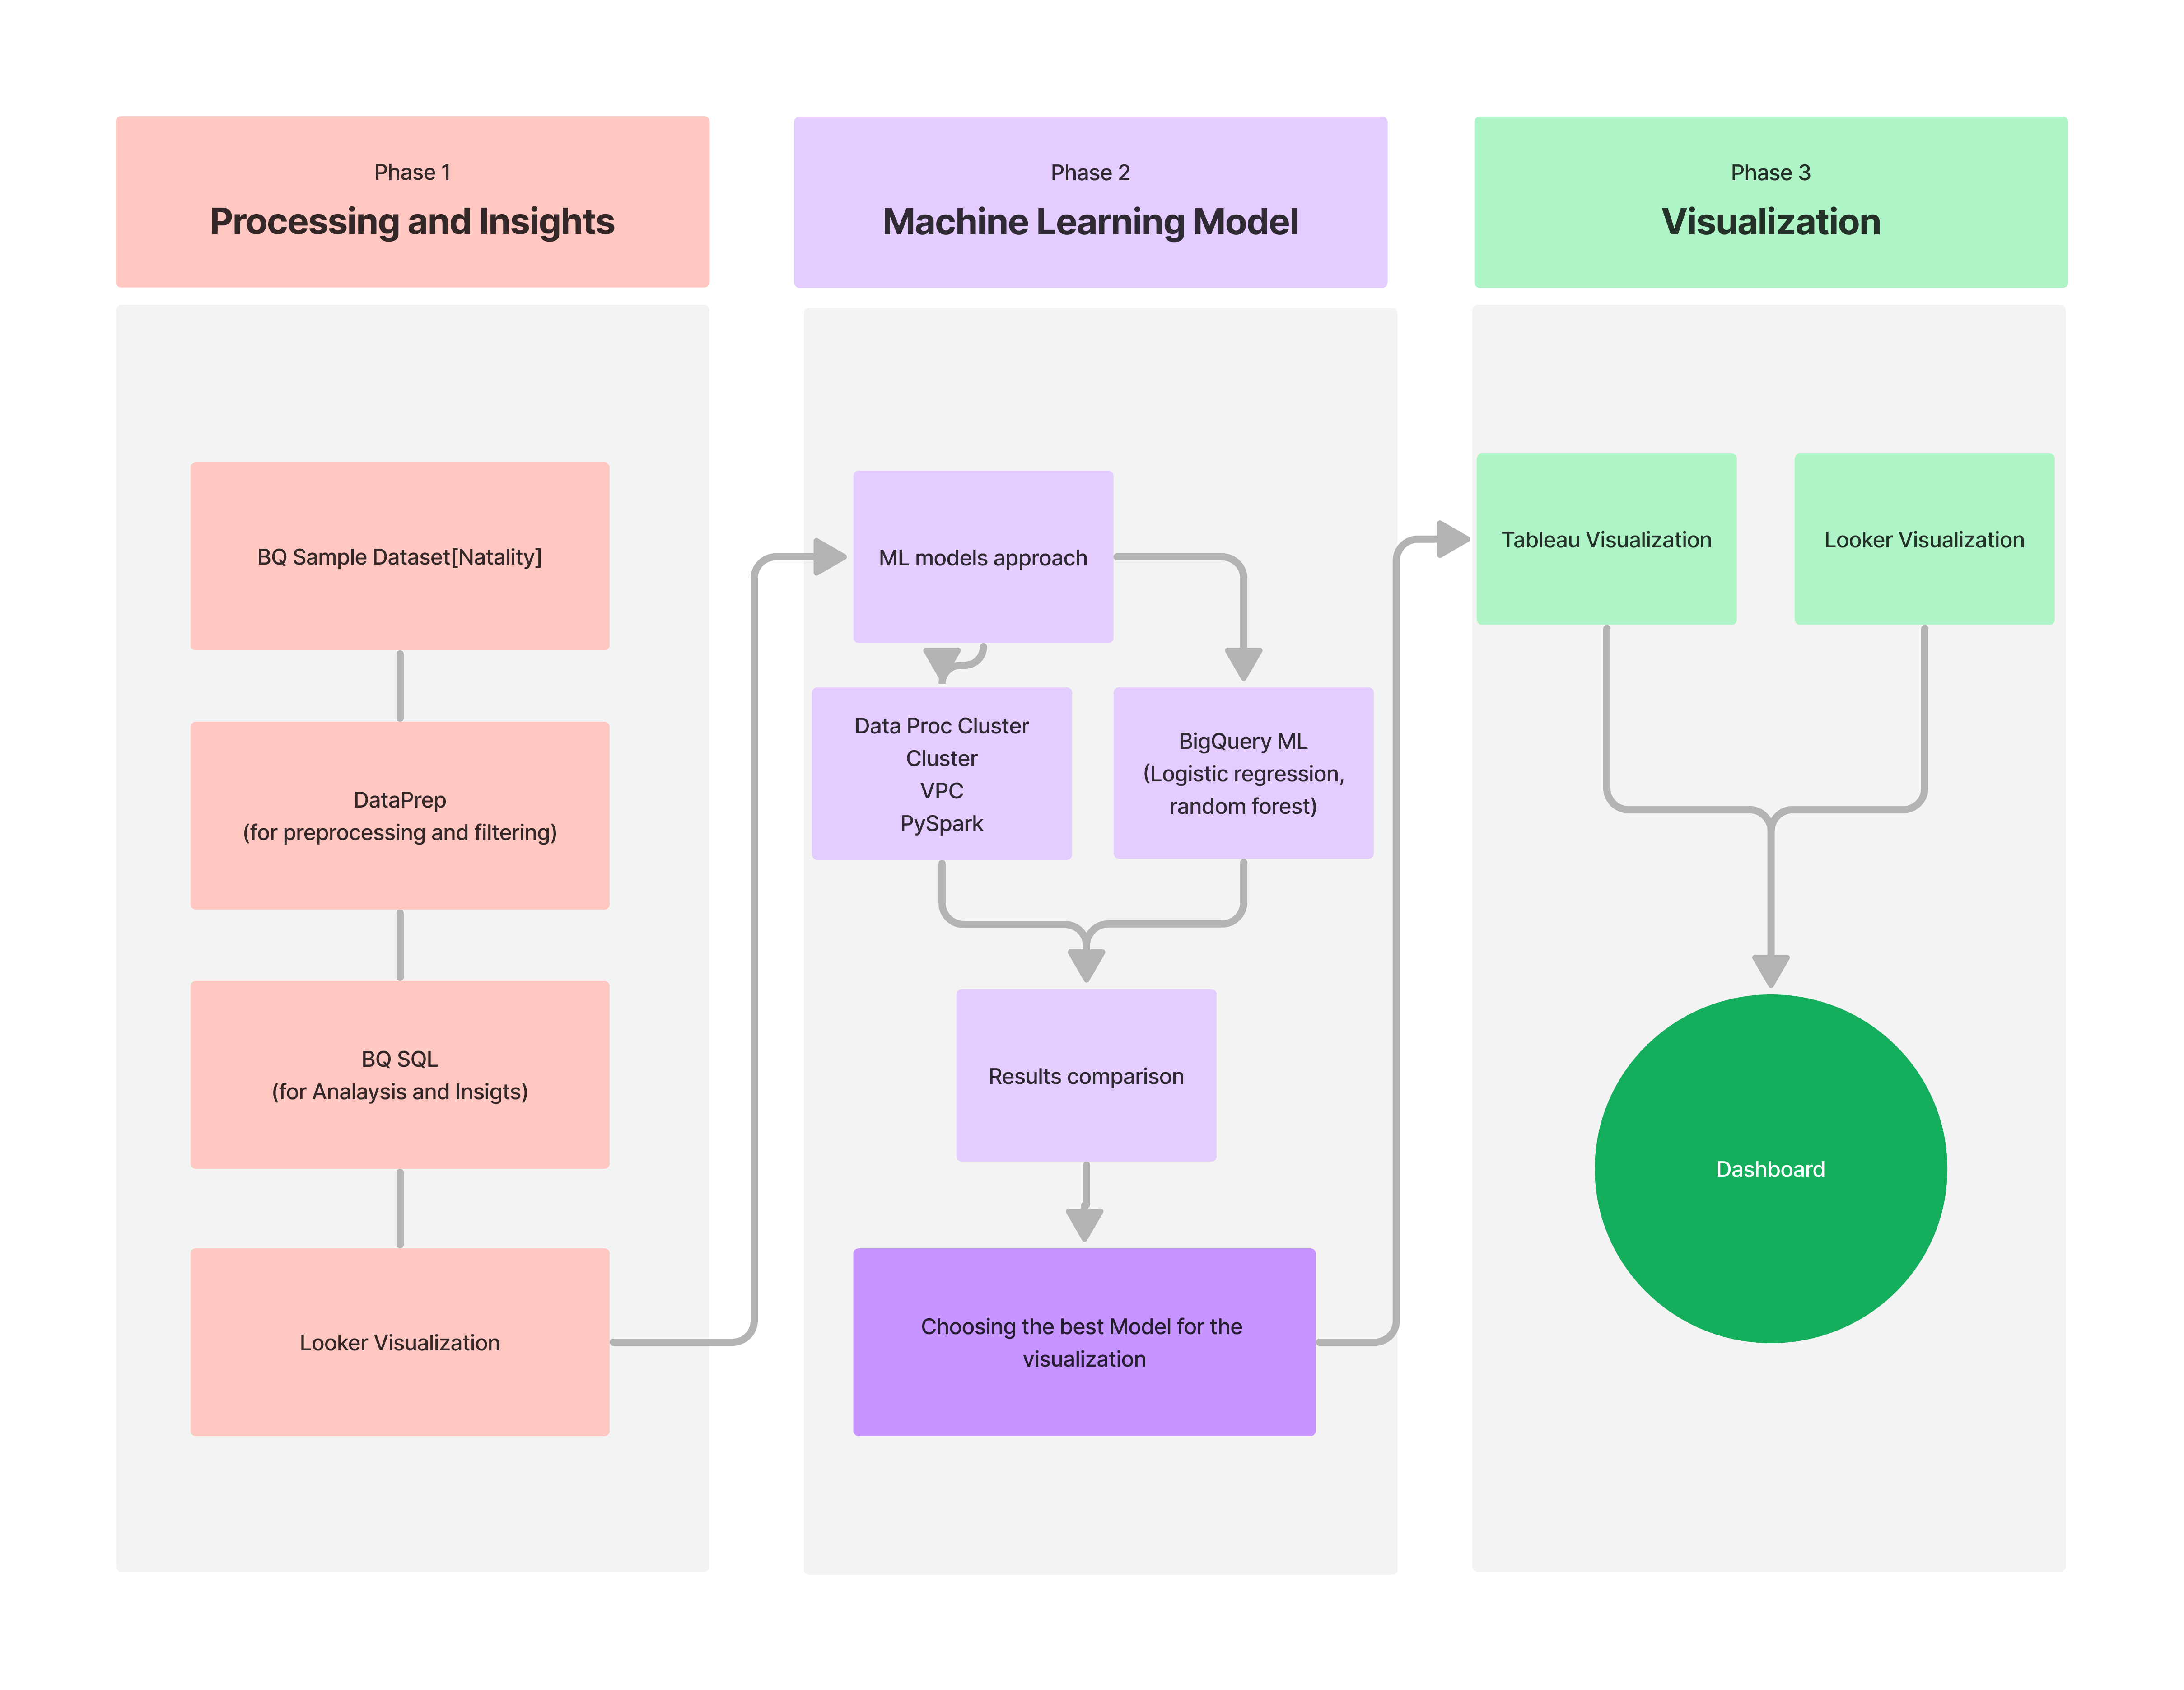 Phase 1
Processing and Insights
BQ Sample Dataset[Natality]
DataPrep
(for preprocessing and filtering)
BQ SQL
(for Analaysis and Insigts)
Looker Visualization
Phase 2
Machine Learning Model
ML models approach
Data Proc Cluster
Cluster
VPC
PySpark
BigQuery ML
(Logistic regression,
random forest)
Results comparison
Choosing the best Model for the
visualization
Phase 3
Visualization
Tableau Visualization
Looker Visualization
Dashboard